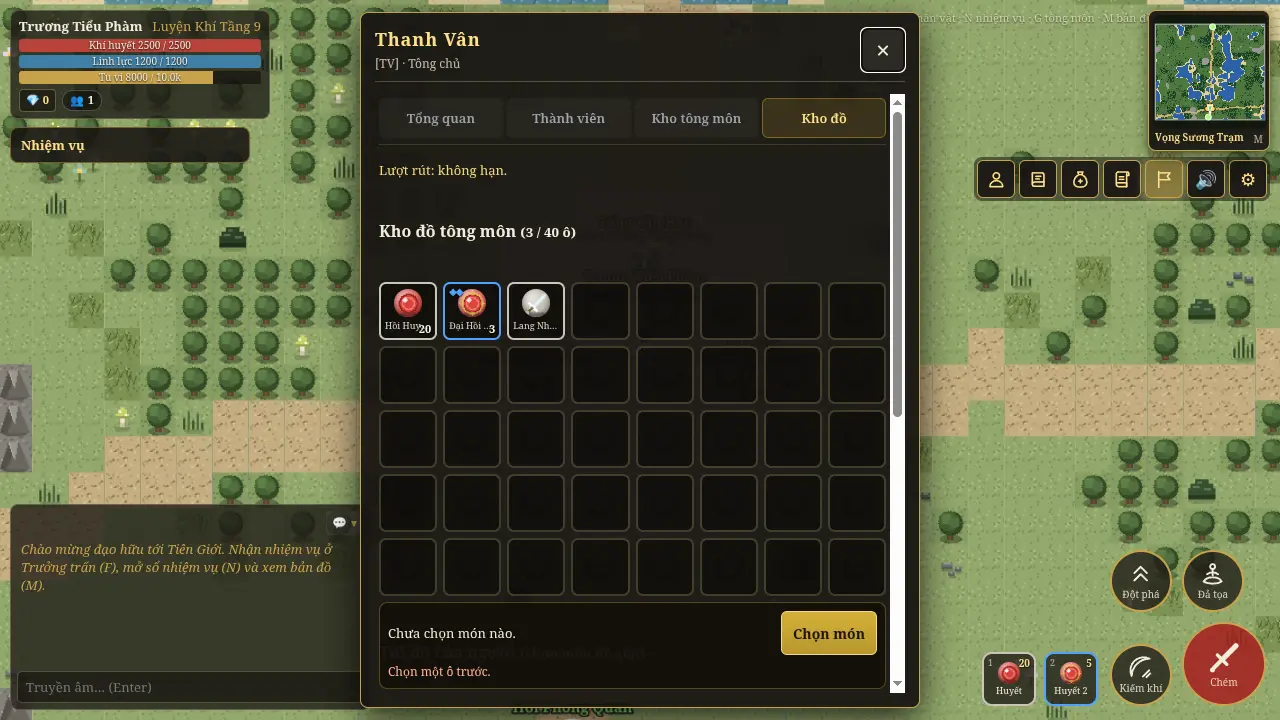 Trương Tiểu Phàm Luyện Khí Tầng 9
Khí huyết 2500 / 2500
Linh lực 1200 / 1200
Tu vi 8000 / 10.0k
0
1
Nhiệm vụ
Thanh Vân
[TV] · Tông chủ
Tổng quan
Thành viên
Kho tông môn
Kho đồ
Lượt rút: không hạn.
Kho đồ tông môn (3 / 40 ô)
Hồi Huy 20
Đại Hồi ... 3
Lang Nh...
Chưa chọn món nào.
Chọn một ô trước.
Chọn món
N nhiệm vụ · G tông môn · M bản đ
Vọng Sương Trạm M
Chào mừng đạo hữu tới Tiên Giới. Nhận nhiệm vụ ở
Trưởng trấn (F), mở sổ nhiệm vụ (N) và xem bản đồ
(M).
Truyền âm... (Enter)
Đột phá
Đả tọa
1 20
Huyết
2 5
Huyết 2
Kiếm khí
Chém